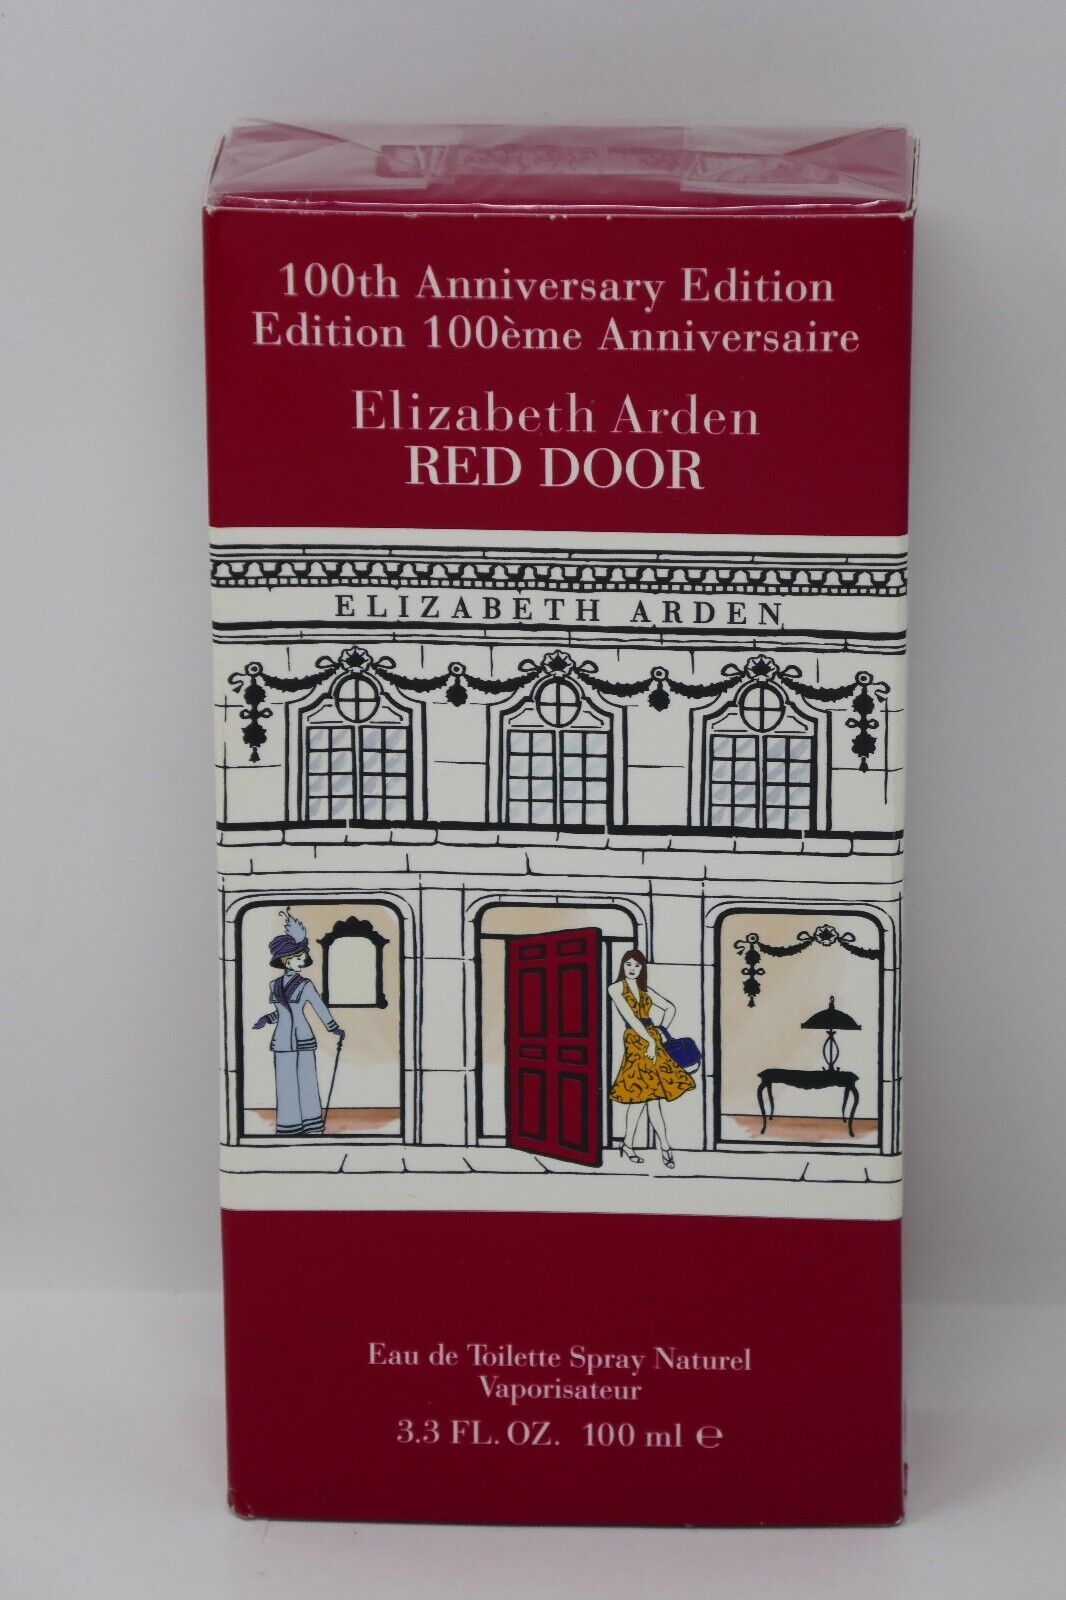 100th Anniversary Edition
Edition 100ème Anniversaire
Elizabeth Arden
RED DOOR
ELIZABETH ARDEN
Eau de Toilette Spray Naturel
Vaporisateur
3.3 FL. OZ. 100 ml ℮